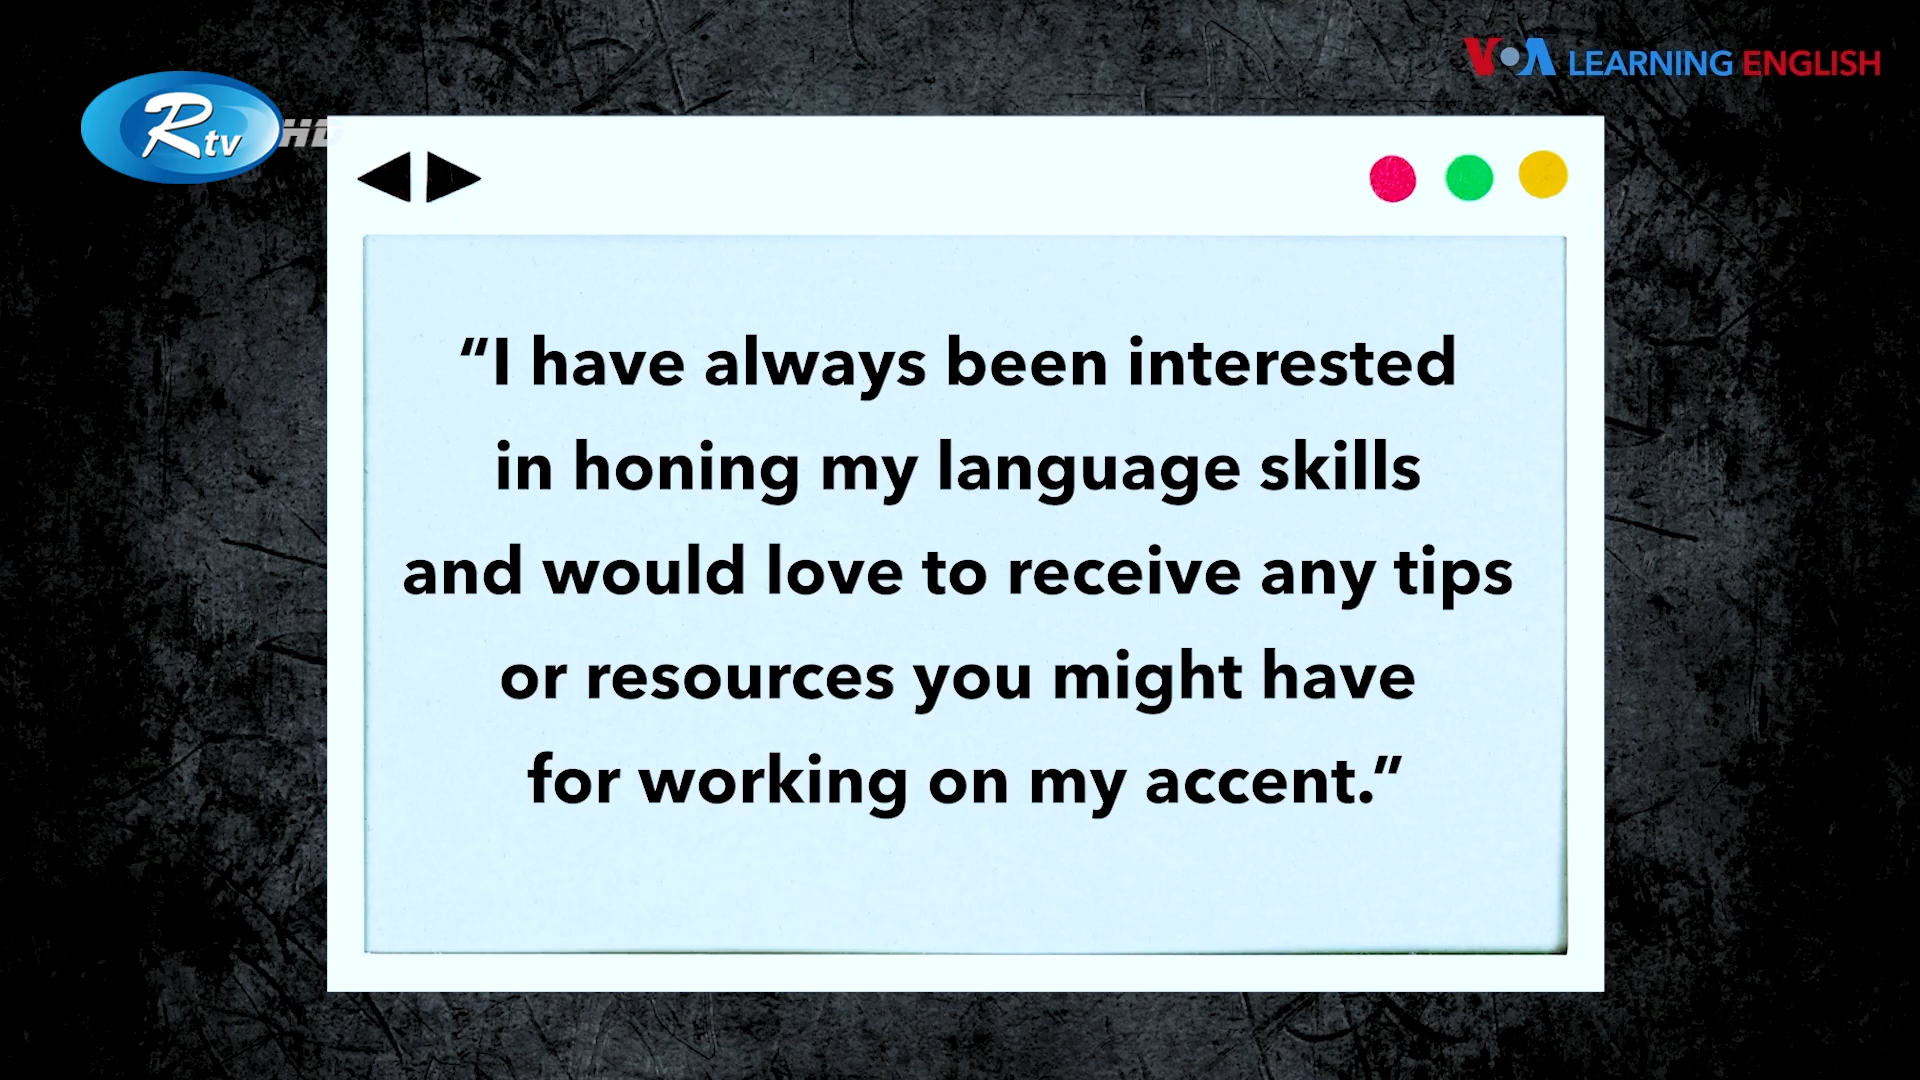 VOA LEARNING ENGLISH
Rtv HD
“I have always been interested
in honing my language skills
and would love to receive any tips
or resources you might have
for working on my accent.”